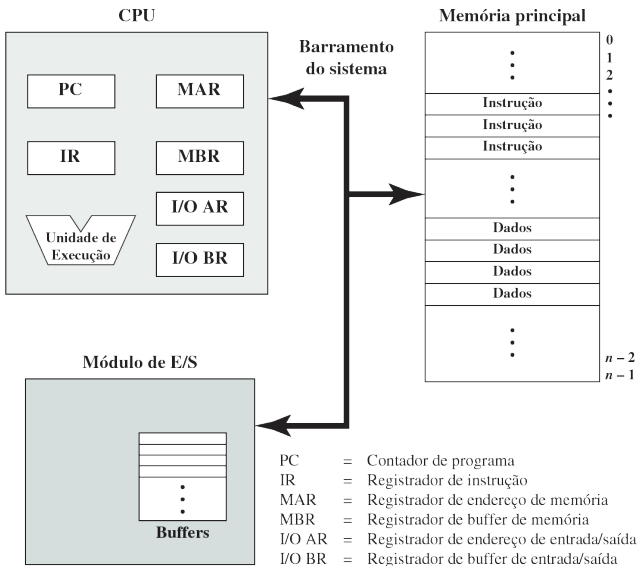 CPU
PC
MAR
IR
MBR
I/O AR
I/O BR
Unidade de
Execução
Barramento
do sistema
Memória principal
0
1
2
Instrução
Instrução
Instrução
Dados
Dados
Dados
Dados
n – 2
n – 1
Módulo de E/S
Buffers
PC = Contador de programa
IR = Registrador de instrução
MAR = Registrador de endereço de memória
MBR = Registrador de buffer de memória
I/O AR = Registrador de endereço de entrada/saída
I/O BR = Registrador de buffer de entrada/saída